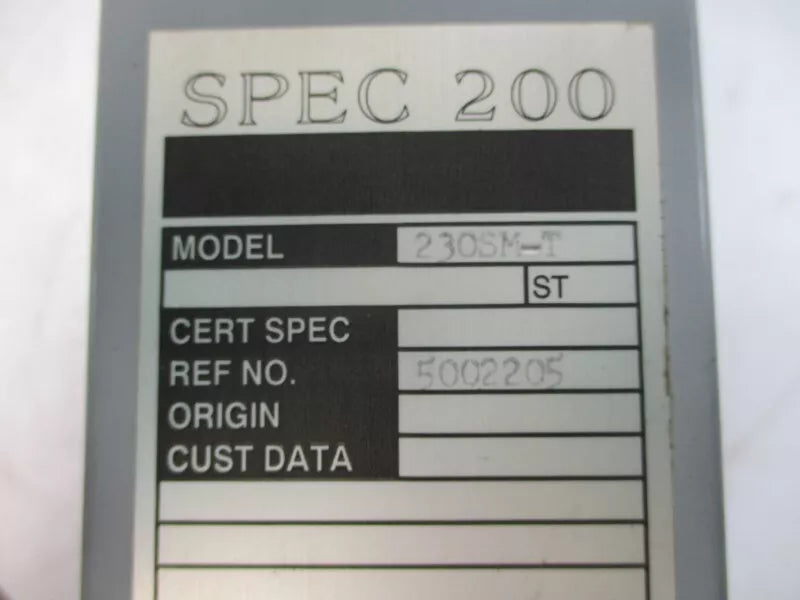 SPEC 200
MODEL 230SM-T
ST
CERT SPEC
REF NO. 5002205
ORIGIN
CUST DATA